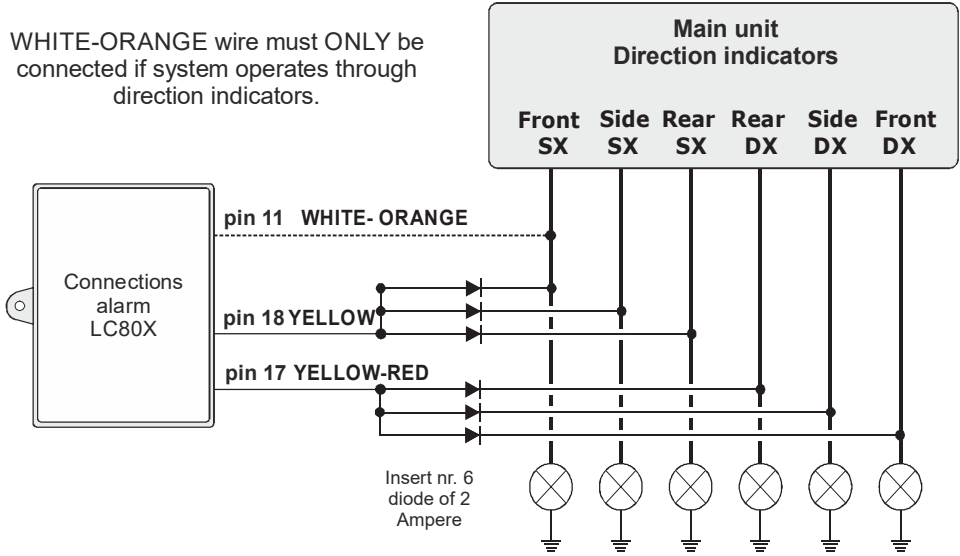 WHITE-ORANGE wire must ONLY be
connected if system operates through
direction indicators.
Main unit
Direction indicators
Front Side Rear Rear Side Front
SX SX SX DX DX DX
pin 11 WHITE- ORANGE
Connections
alarm
LC80X
pin 18 YELLOW
pin 17 YELLOW-RED
Insert nr. 6
diode of 2
Ampere